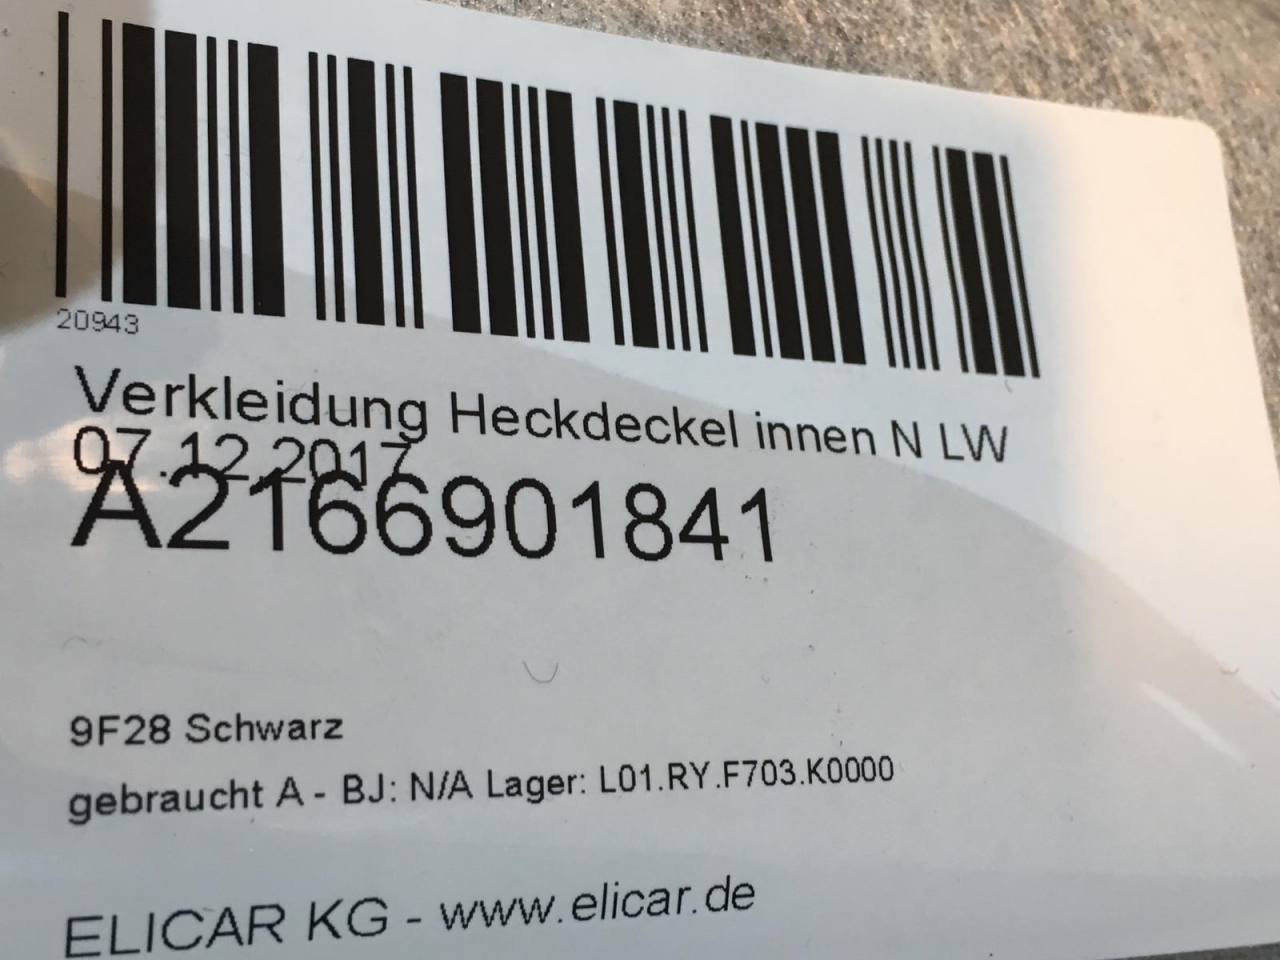 20943
Verkleidung Heckdeckel innen N LW
07.12.2017
A2166901841
9F28 Schwarz
gebraucht A - BJ: N/A Lager: L01.RY.F703.K0000
ELICAR KG - www.elicar.de